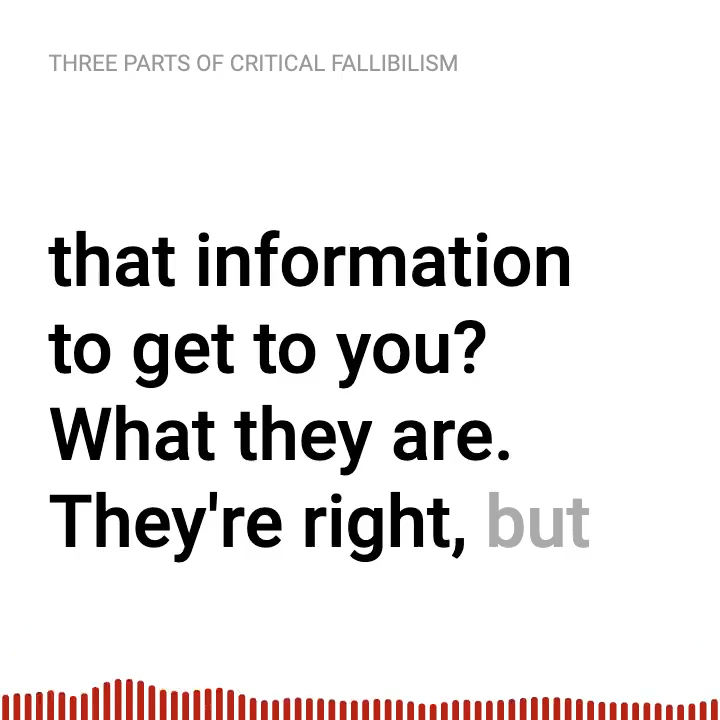 THREE PARTS OF CRITICAL FALLIBILISM
that information
to get to you?
What they are.
They're right, but